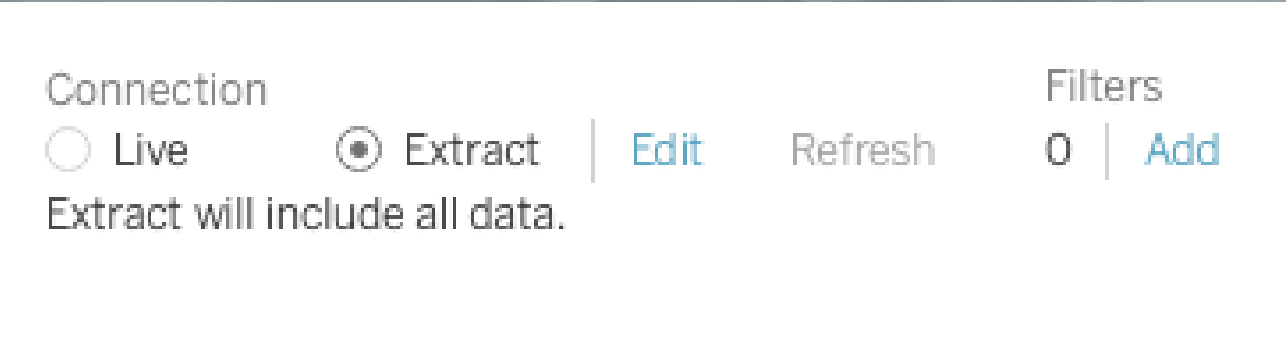 Connection
Filters
Live
Extract
Edit
Refresh
0
Add
Extract will include all data.